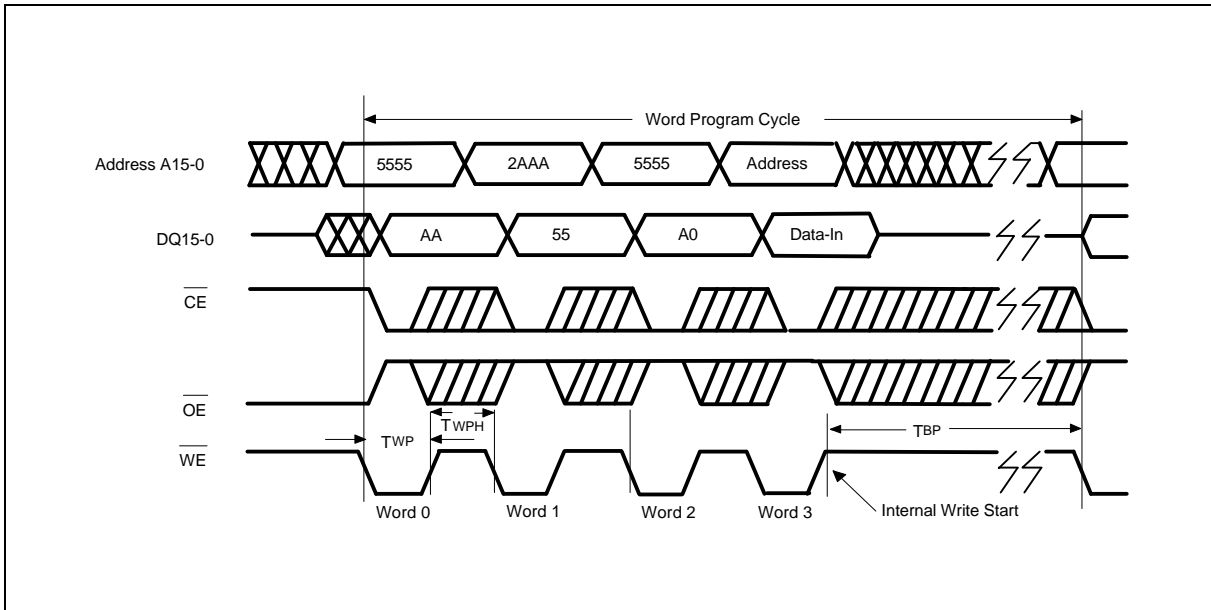 Word Program Cycle
Address A15-0
5555
2AAA
5555
Address
DQ15-0
AA
55
A0
Data-In
CE
OE
TWP
TWPH
TBP
WE
Word 0
Word 1
Word 2
Word 3
Internal Write Start